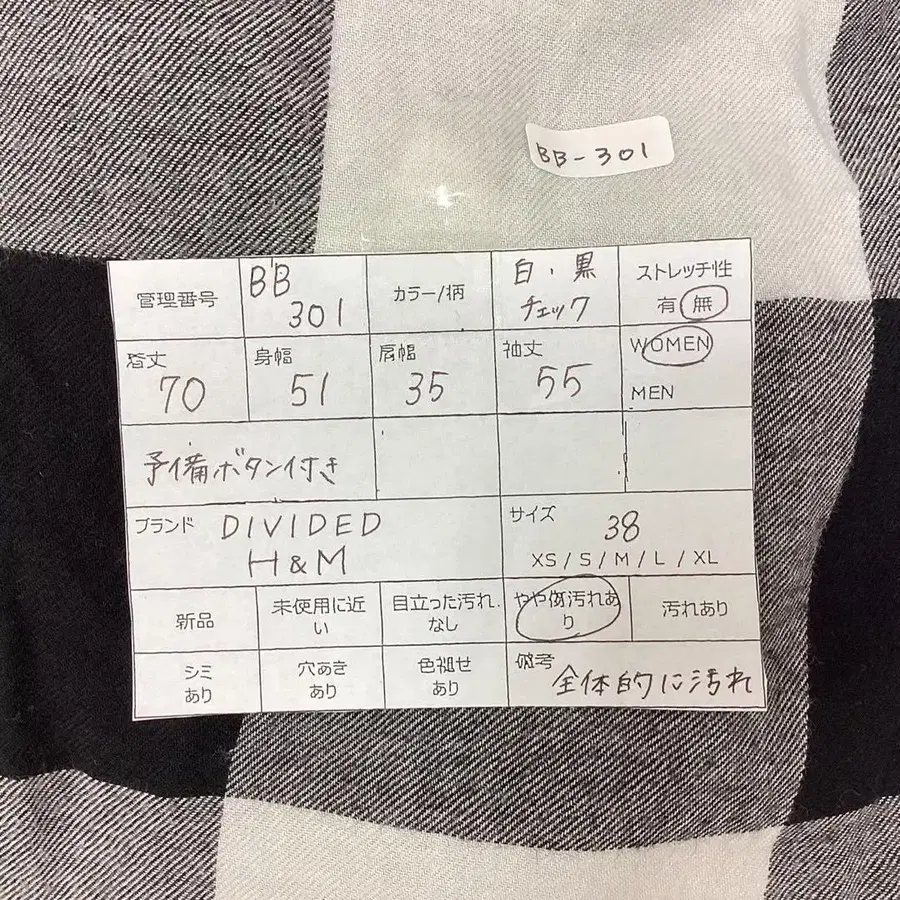 BB-301
管理番号
BB
301
カラー/柄
白・黒
チェック
ストレッチ性
有 無
着丈
70
身幅
51
肩幅
35
袖丈
55
WOMEN
MEN
予備ボタン付き
ブランド
DIVIDED
H&M
サイズ
38
XS / S / M / L / XL
新品
未使用に近
い
目立った汚れ
なし
やや傷汚れあ
り
汚れあり
シミ
あり
穴あき
あり
色褪せ
あり
備考
全体的に汚れ